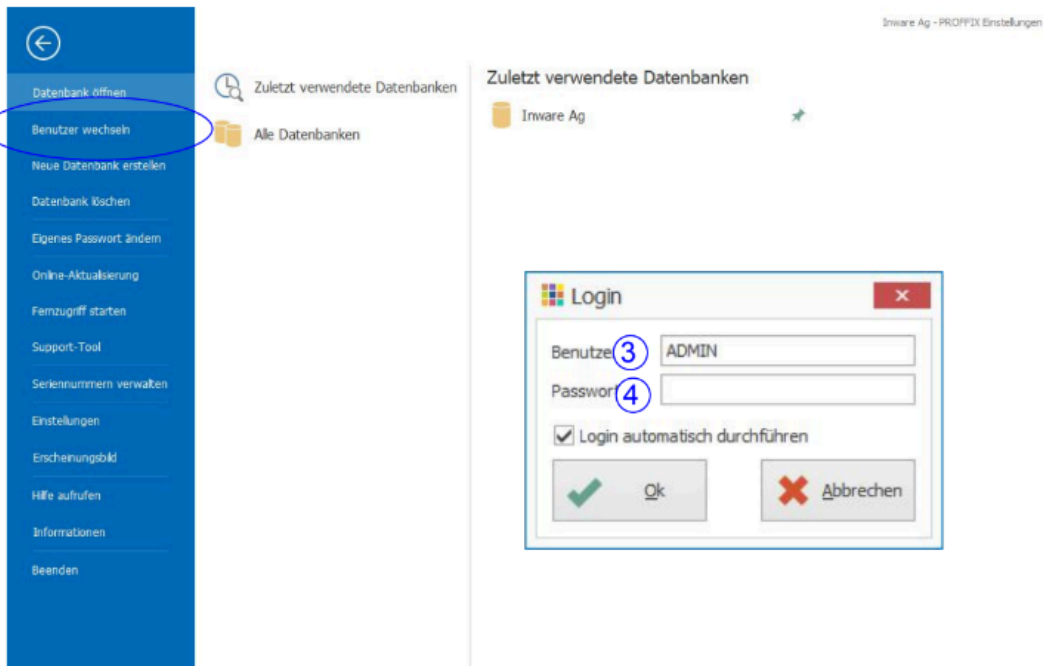 Inware Ag - PROFFIX Einstellungen
Datenbank öffnen
Benutzer wechseln
Neue Datenbank erstellen
Datenbank löschen
Eigenes Passwort ändern
Online-Aktualisierung
Fernzugriff starten
Support-Tool
Seriennummern verwalten
Einstellungen
Erscheinungsbild
Hilfe aufrufen
Informationen
Beenden
Zuletzt verwendete Datenbanken
Alle Datenbanken
Zuletzt verwendete Datenbanken
Inware Ag
Login
Benutze 3 ADMIN
Passwor 4
Login automatisch durchführen
Ok Abbrechen